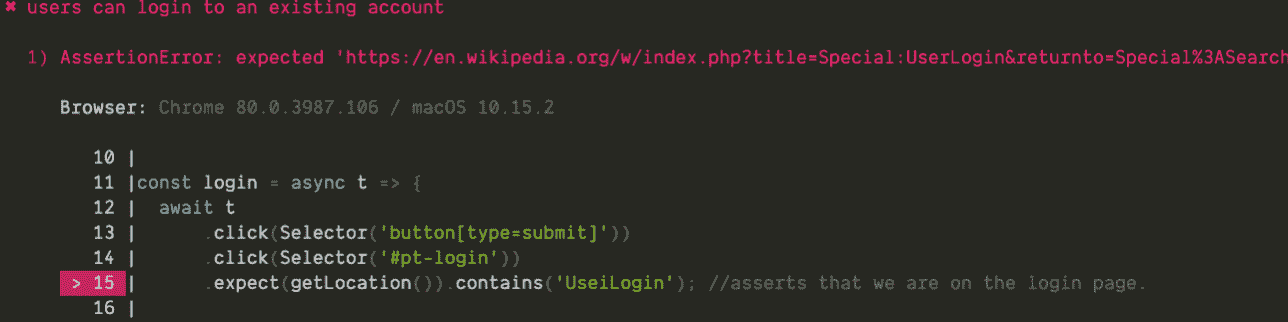 ✖ users can login to an existing account
1) AssertionError: expected 'https://en.wikipedia.org/w/index.php?title=Special:UserLogin&returnto=Special%3ASearch
Browser: Chrome 80.0.3987.106 / macOS 10.15.2
10 |
11 |const login = async t => {
12 |  await t
13 |      .click(Selector('button[type=submit]'))
14 |      .click(Selector('#pt-login'))
> 15 |      .expect(getLocation()).contains('UseiLogin'); //asserts that we are on the login page.
16 |